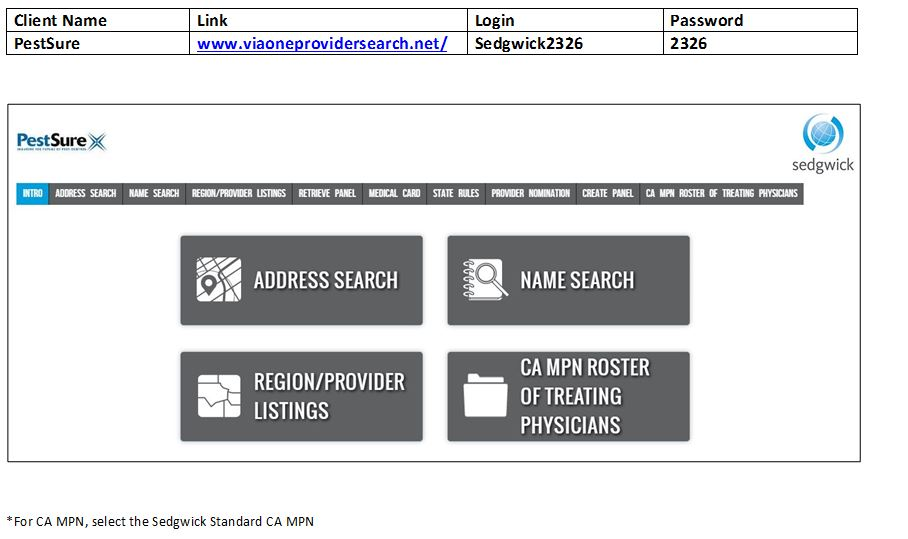 Client Name Link Login Password
PestSure www.viaoneprovidersearch.net/ Sedgwick2326 2326
PestSure
sedgwick
INTRO ADDRESS SEARCH NAME SEARCH REGION/PROVIDER LISTINGS RETRIEVE PANEL MEDICAL CARD STATE RULES PROVIDER NOMINATION CREATE PANEL CA MPN ROSTER OF TREATING PHYSICIANS
ADDRESS SEARCH
NAME SEARCH
REGION/PROVIDER
LISTINGS
CA MPN ROSTER
OF TREATING
PHYSICIANS
*For CA MPN, select the Sedgwick Standard CA MPN